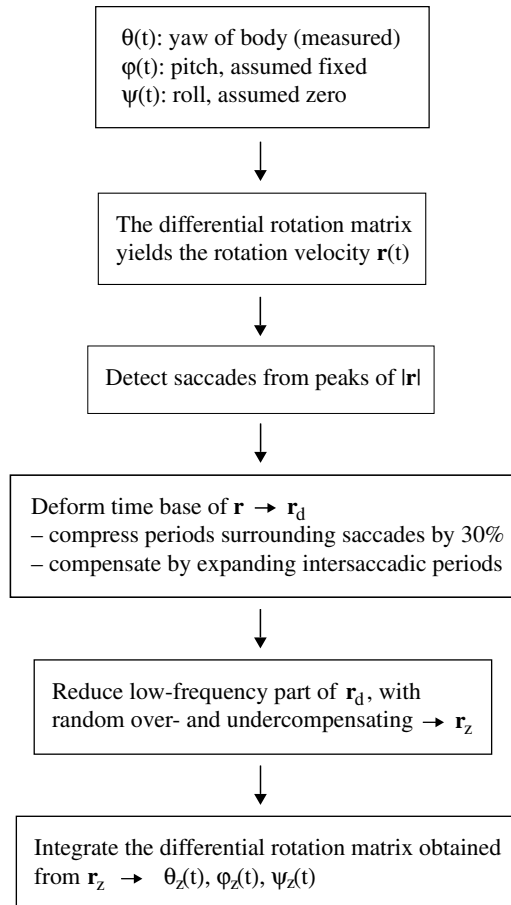 θ(t): yaw of body (measured)
φ(t): pitch, assumed fixed
ψ(t): roll, assumed zero
The differential rotation matrix
yields the rotation velocity r(t)
Detect saccades from peaks of |r|
Deform time base of r → r_d
– compress periods surrounding saccades by 30%
– compensate by expanding intersaccadic periods
Reduce low-frequency part of r_d, with
random over- and undercompensating → r_z
Integrate the differential rotation matrix obtained
from r_z → θ_z(t), φ_z(t), ψ_z(t)